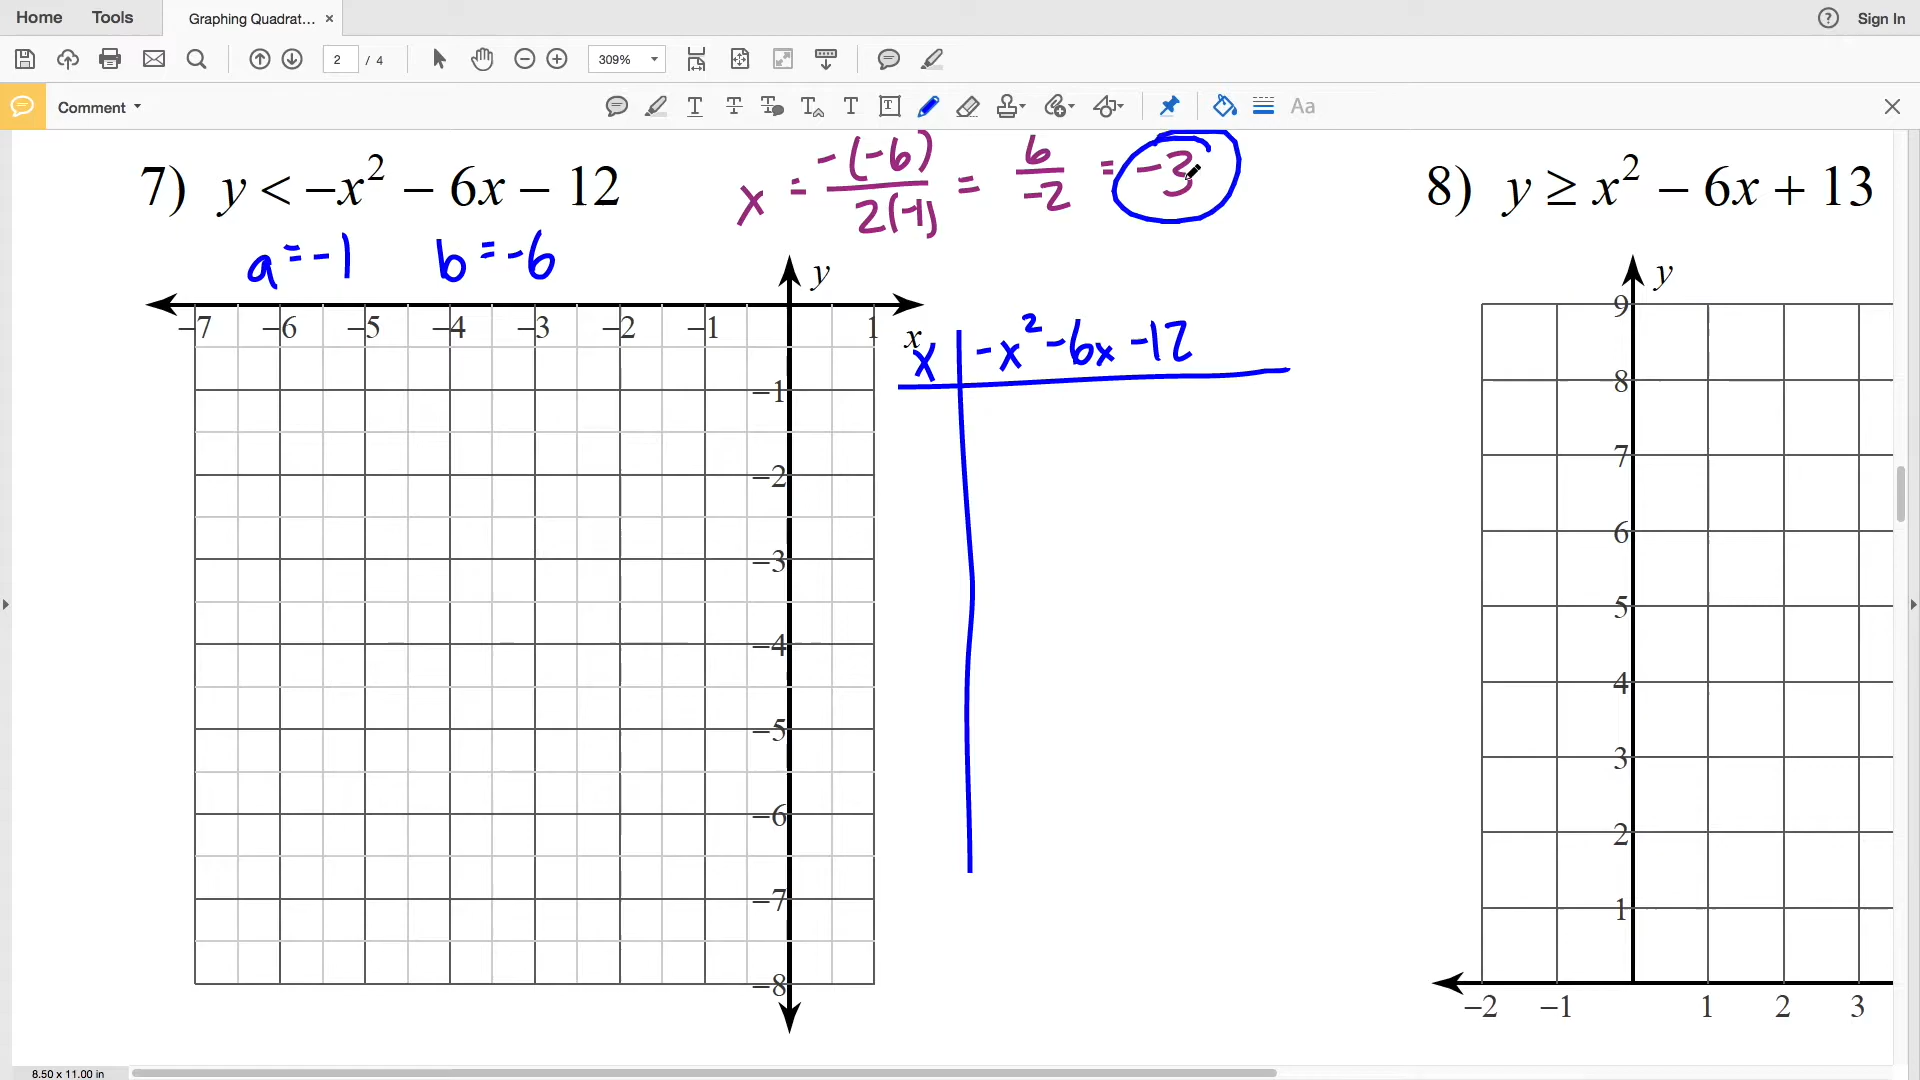 Home Tools Graphing Quadrat... × ? Sign In
2 / 4 309%
Comment Aa
7) y < −x² − 6x − 12
x = -(-6)/2(-1) = 6/-2 = -3
8) y ≥ x² − 6x + 13
a = -1 b = -6
y
−7 −6 −5 −4 −3 −2 −1 1 x
−1
−2
−3
−4
−5
−6
−7
−8
x -x² -6x -12
y
9
8
7
6
5
4
3
2
1
−2 −1 1 2 3
8.50 x 11.00 in